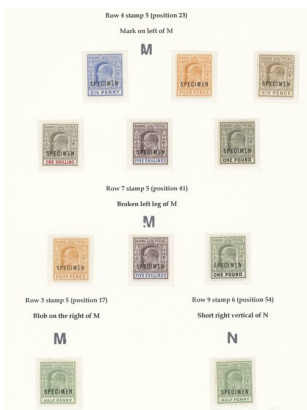 Row 4 stamp 5 (position 23)
Mark on left of M
M
SPECIMEN SPECIMEN SPECIMEN
PENNY FOUR PENCE SIX PENCE
SPECIMEN SPECIMEN SPECIMEN
ONE SHILLING FIVE SHILLINGS ONE POUND
Row 7 stamp 5 (position 41)
Broken left leg of M
M
SPECIMEN SPECIMEN SPECIMEN
FOUR PENCE FIVE SHILLINGS ONE POUND
Row 3 stamp 5 (position 17) Row 9 stamp 6 (position 54)
Blob on the right of M Short right vertical of N
M N
SPECIMEN SPECIMEN
HALF PENNY HALF PENNY